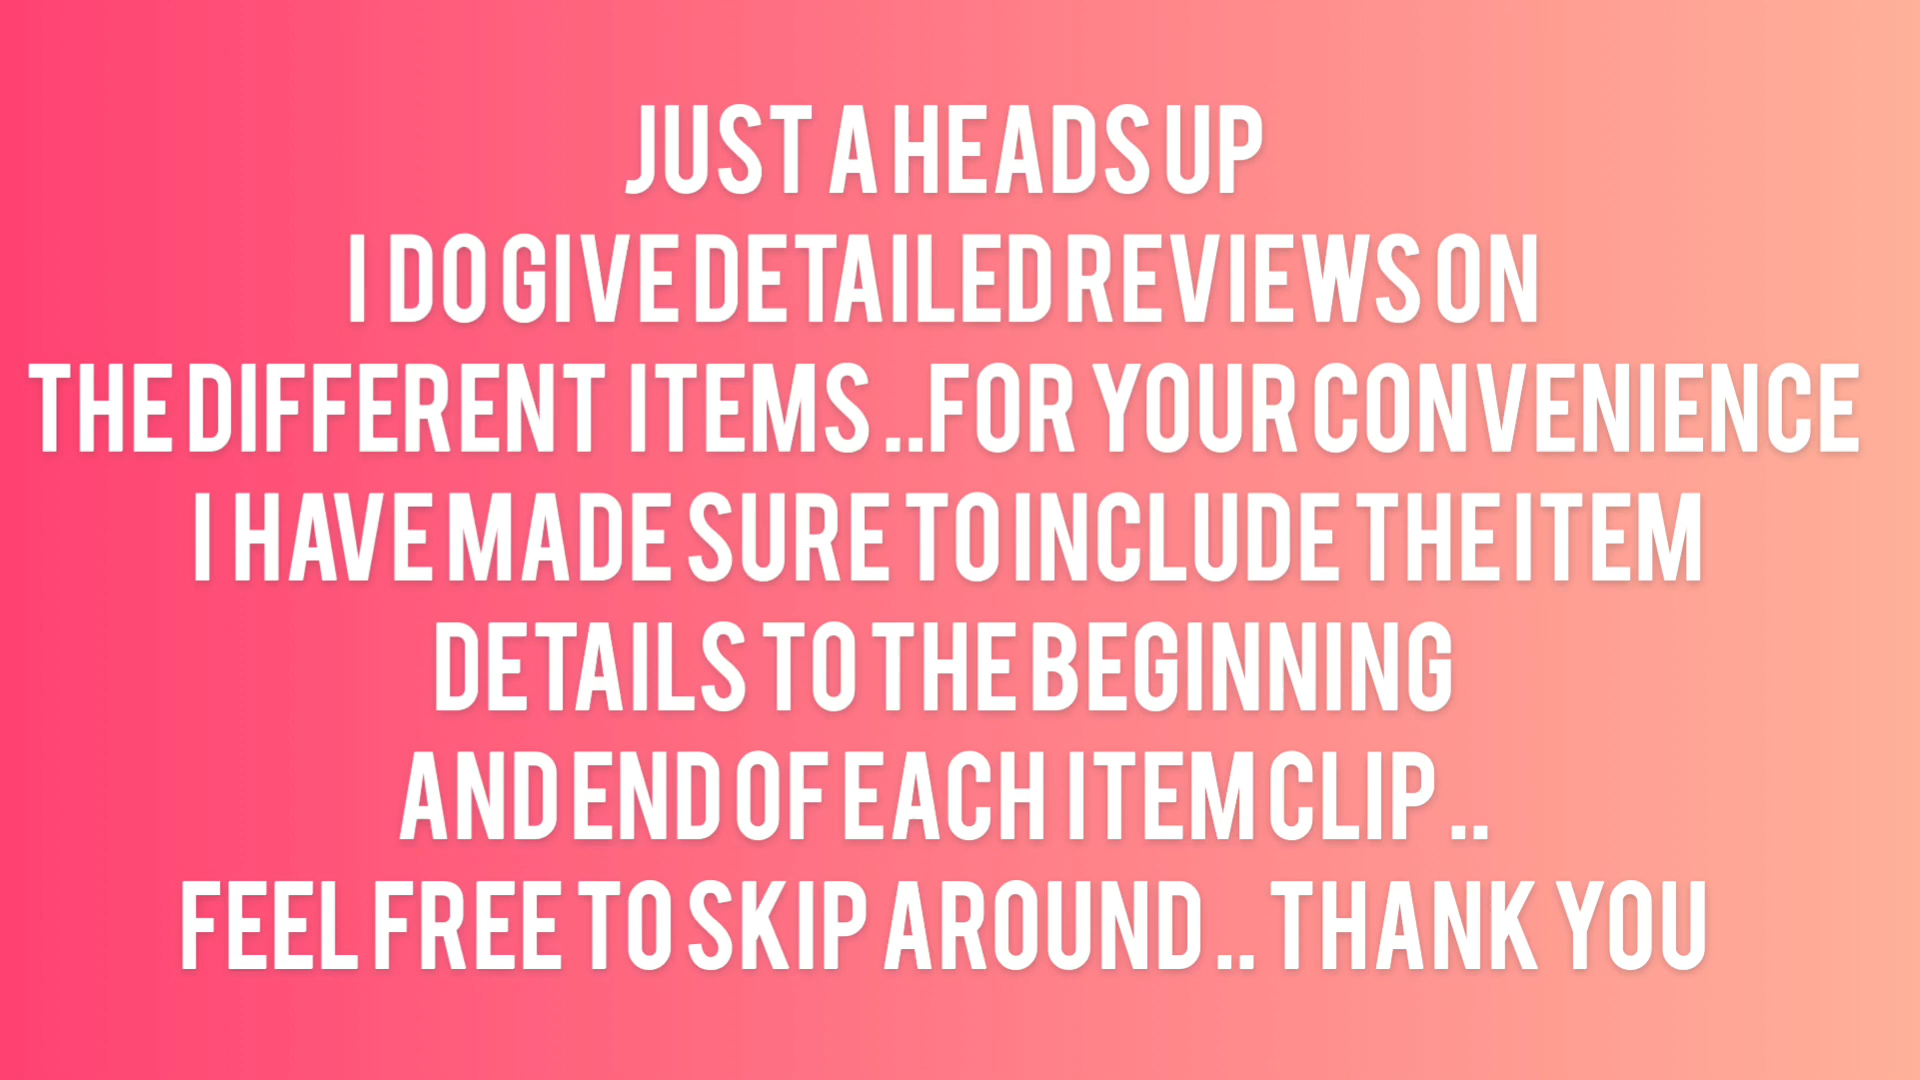 JUST A HEADS UP
I DO GIVE DETAILED REVIEWS ON
THE DIFFERENT ITEMS ..FOR YOUR CONVENIENCE
I HAVE MADE SURE TO INCLUDE THE ITEM
DETAILS TO THE BEGINNING
AND END OF EACH ITEM CLIP ..
FEEL FREE TO SKIP AROUND .. THANK YOU